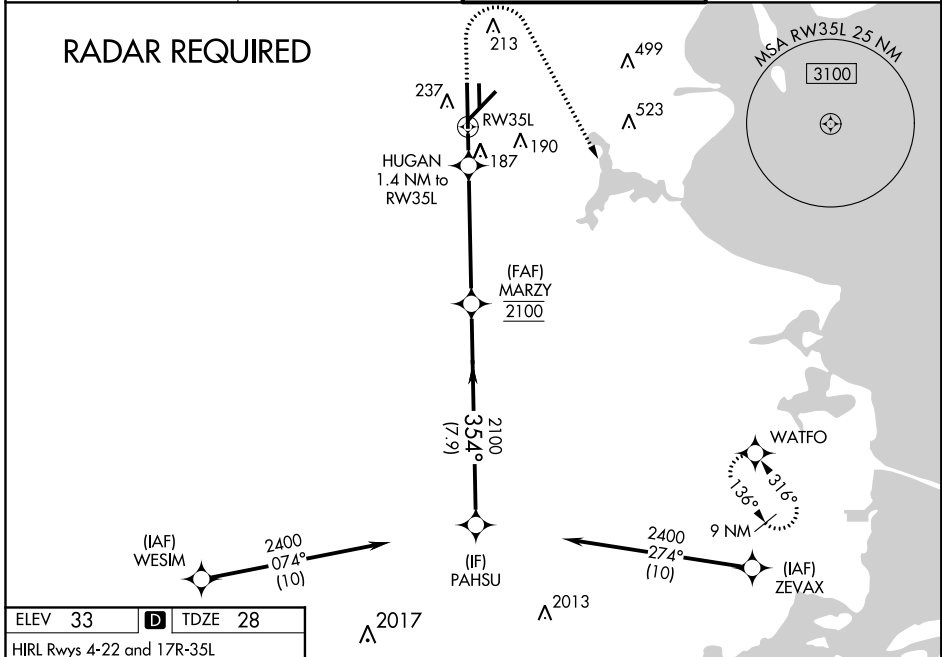 RADAR REQUIRED
213
499
MSA RW35L 25 NM
3100
237
523
RW35L
187
190
HUGAN
1.4 NM to
RW35L
(FAF)
MARZY
2100
2100
354°
(7.9)
WATFO
136°
316°
9 NM
(IAF)
WESIM
2400
074°
(10)
(IF)
PAHSU
2400
274°
(10)
(IAF)
ZEVAX
2017
2013
ELEV 33 D TDZE 28
HIRL Rwys 4-22 and 17R-35L